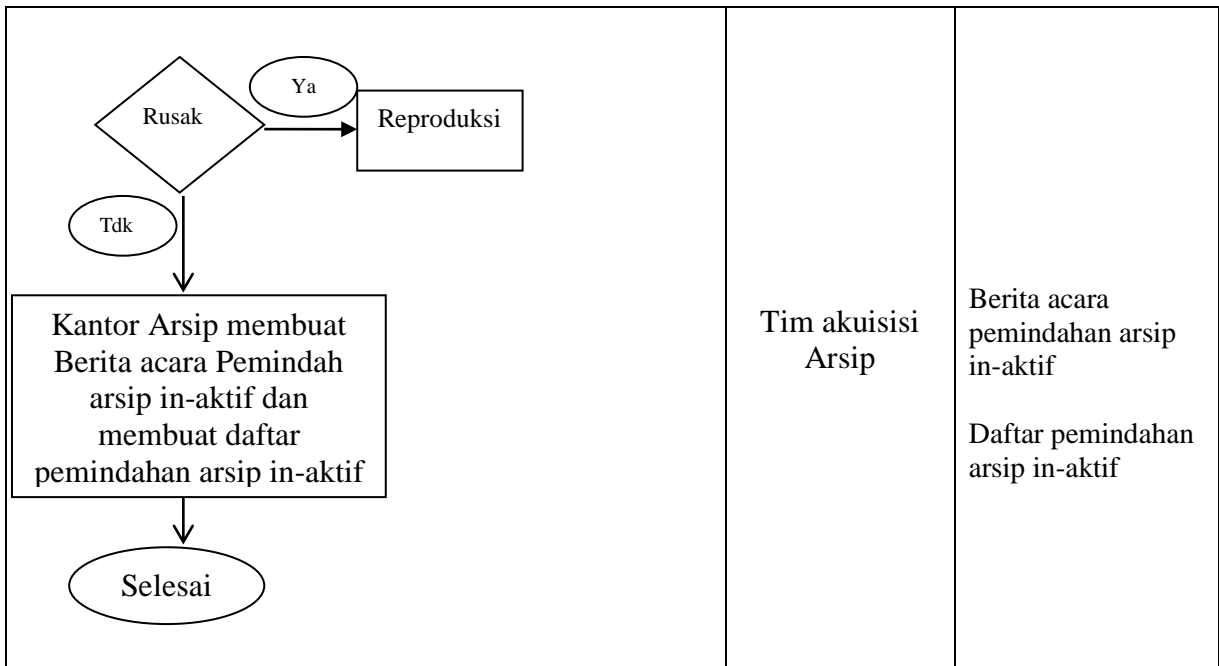 Ya
Rusak
Reproduksi
Tdk
Kantor Arsip membuat
Berita acara Pemindah
arsip in-aktif dan
membuat daftar
pemindahan arsip in-aktif
Selesai
Tim akuisisi
Arsip
Berita acara
pemindahan arsip
in-aktif
Daftar pemindahan
arsip in-aktif